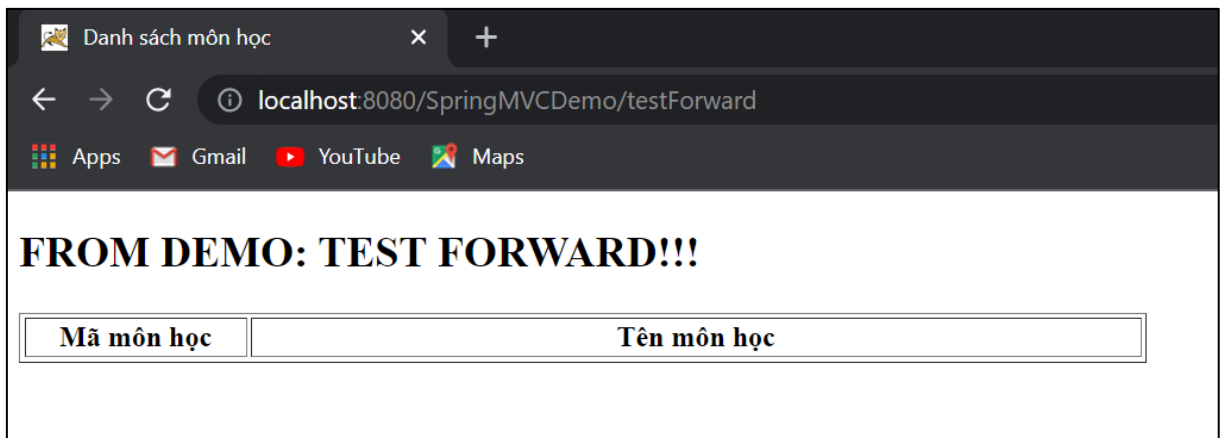 Danh sách môn học
localhost:8080/SpringMVCDemo/testForward
Apps Gmail YouTube Maps
FROM DEMO: TEST FORWARD!!!
Mã môn học Tên môn học